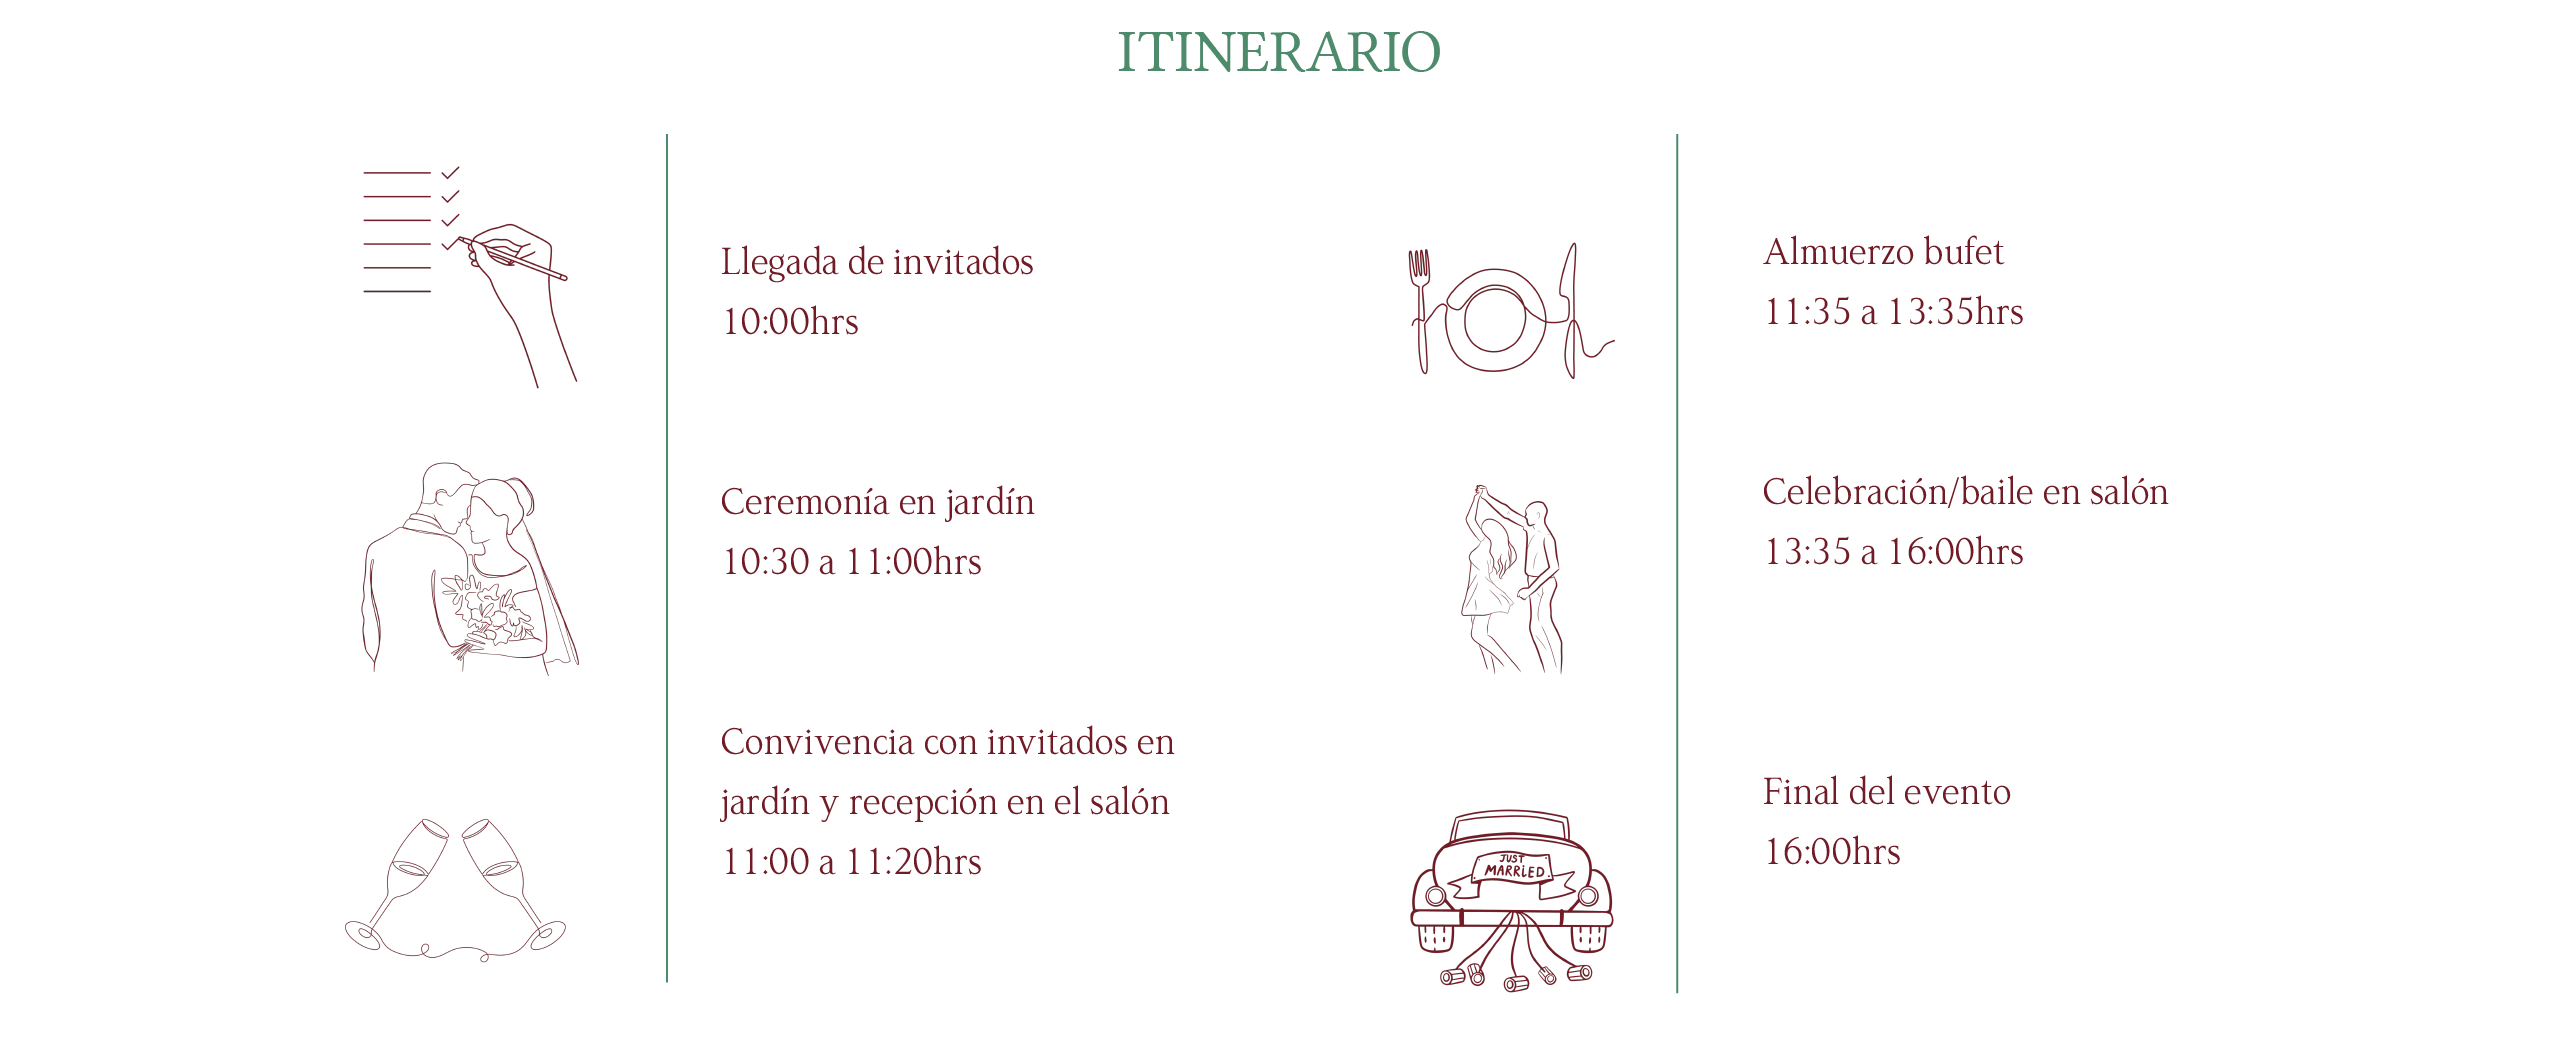 ITINERARIO
Llegada de invitados
10:00hrs
Ceremonía en jardín
10:30 a 11:00hrs
Convivencia con invitados en
jardín y recepción en el salón
11:00 a 11:20hrs
Almuerzo bufet
11:35 a 13:35hrs
Celebración/baile en salón
13:35 a 16:00hrs
Final del evento
16:00hrs
JUST
MARRiED